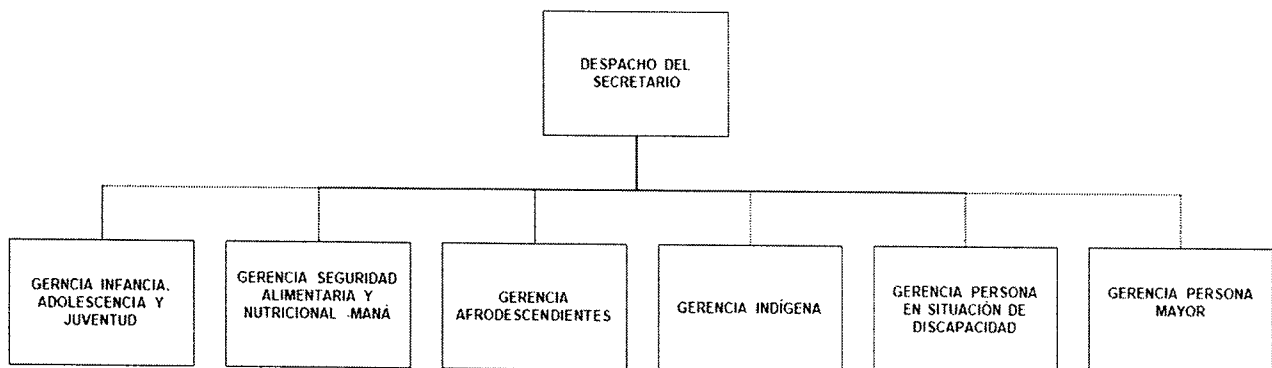 DESPACHO DEL
SECRETARIO
GERNCIA INFANCIA,
ADOLESCENCIA Y
JUVENTUD
GERENCIA SEGURIDAD
ALIMENTARIA Y
NUTRICIONAL -MANÁ
GERENCIA
AFRODESCENDIENTES
GERENCIA INDÍGENA
GERENCIA PERSONA
EN SITUACIÓN DE
DISCAPACIDAD
GERENCIA PERSONA
MAYOR